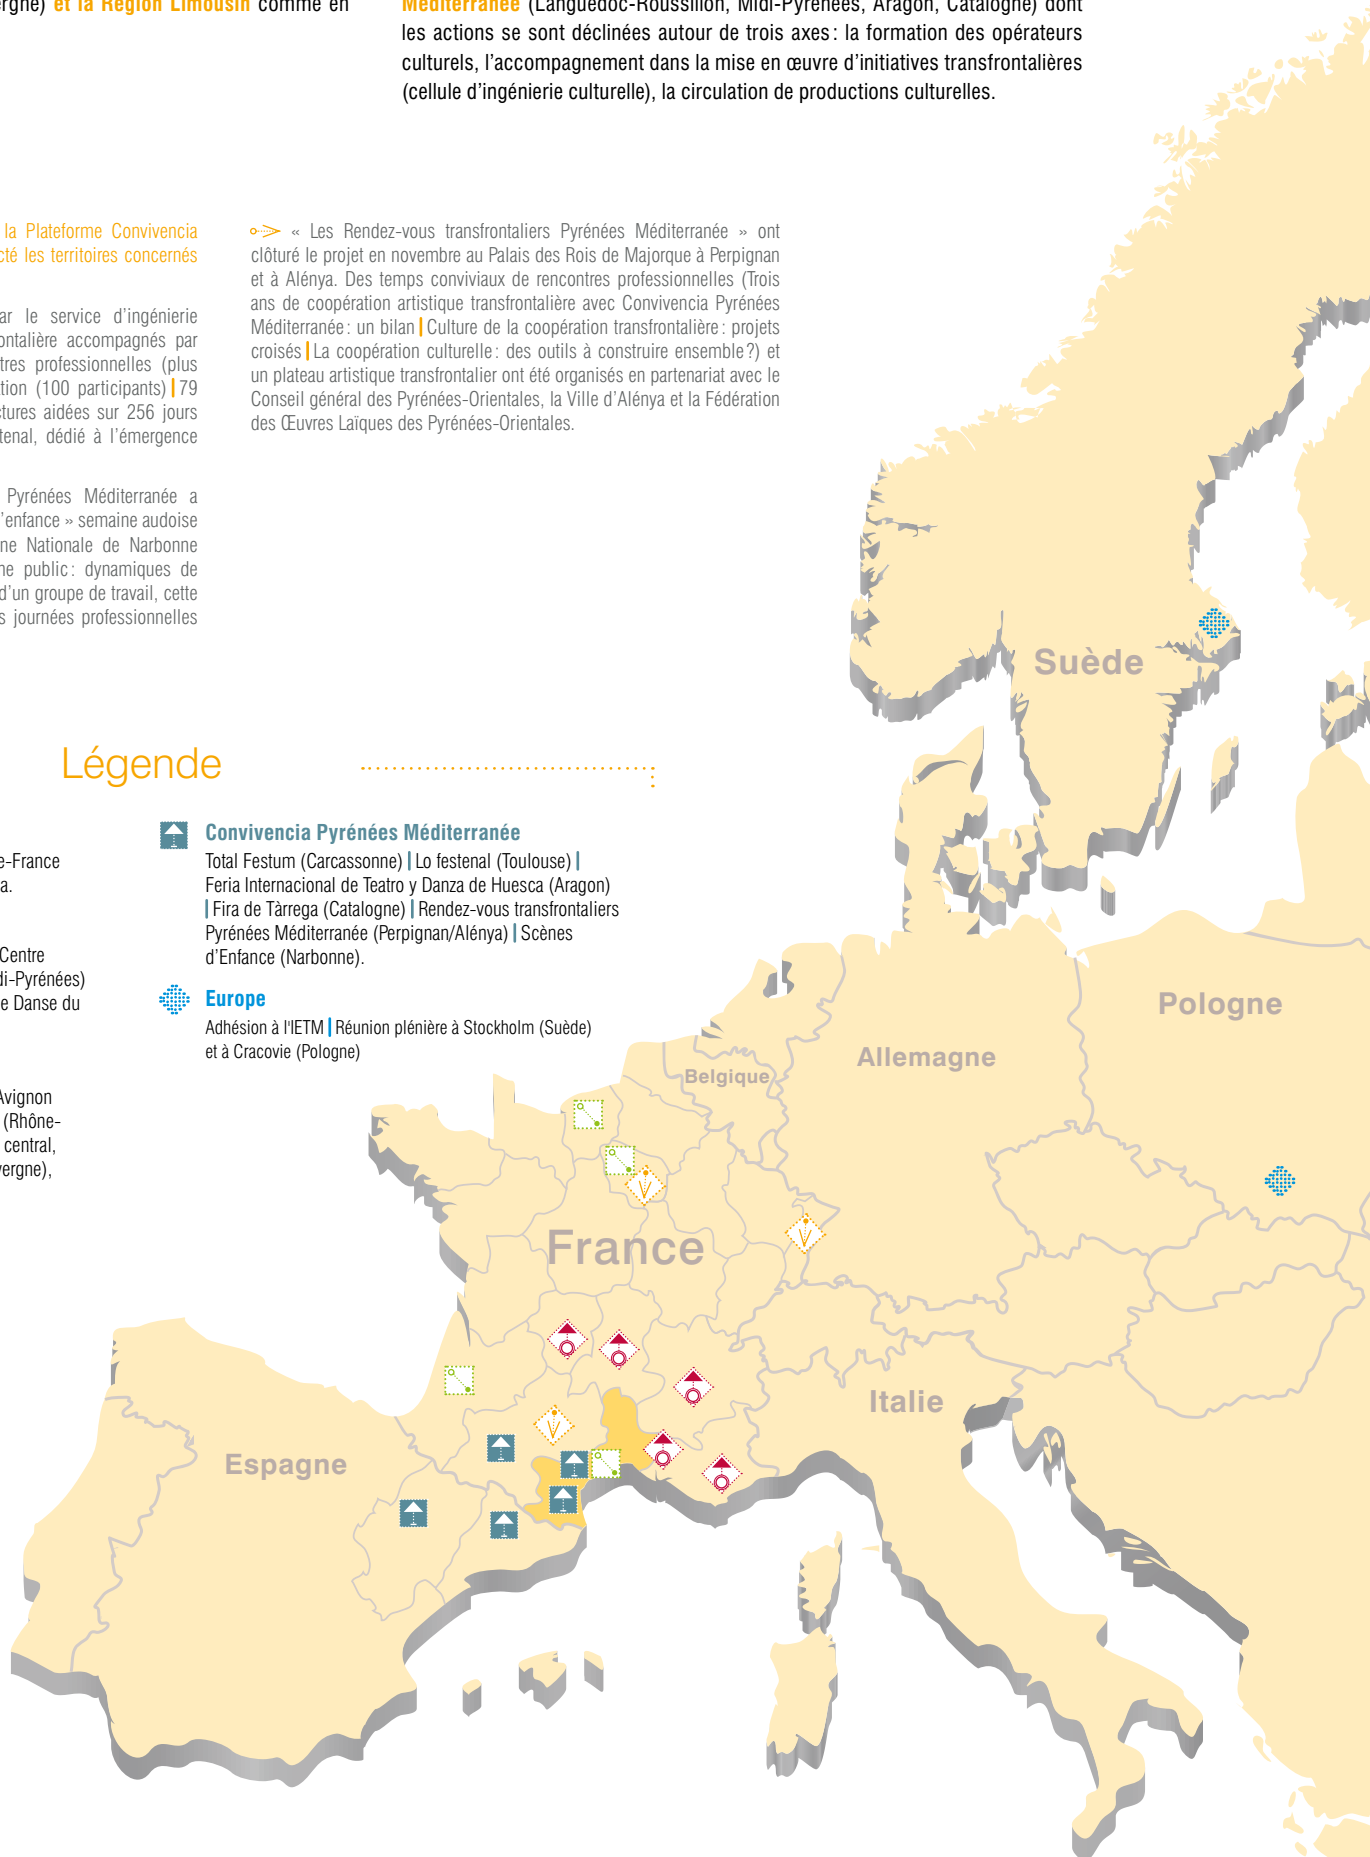 ergne) et la Région Limousin comme en
Méditerranée (Languedoc-Roussillon, Midi-Pyrénées, Aragon, Catalogne) dont
les actions se sont déclinées autour de trois axes : la formation des opérateurs
culturels, l'accompagnement dans la mise en œuvre d'initiatives transfrontalières
(cellule d'ingénierie culturelle), la circulation de productions culturelles.
la Plateforme Convivencia
cté les territoires concernés
ar le service d'ingénierie
ontalière accompagnés par
tres professionnelles (plus
ation (100 participants) | 79
ctures aidées sur 256 jours
tenal, dédié à l'émergence
Pyrénées Méditerranée a
l'enfance » semaine audoise
ne Nationale de Narbonne
ne public : dynamiques de
d'un groupe de travail, cette
s journées professionnelles
« Les Rendez-vous transfrontaliers Pyrénées Méditerranée » ont
clôturé le projet en novembre au Palais des Rois de Majorque à Perpignan
et à Alénya. Des temps conviviaux de rencontres professionnelles (Trois
ans de coopération artistique transfrontalière avec Convivencia Pyrénées
Méditerranée : un bilan | Culture de la coopération transfrontalière : projets
croisés | La coopération culturelle : des outils à construire ensemble ?) et
un plateau artistique transfrontalier ont été organisés en partenariat avec le
Conseil général des Pyrénées-Orientales, la Ville d'Alénya et la Fédération
des Œuvres Laïques des Pyrénées-Orientales.
Légende
e-France
a.
Centre
di-Pyrénées)
e Danse du
Avignon
(Rhône-
central,
vergne),
Convivencia Pyrénées Méditerranée
Total Festum (Carcassonne) | Lo festenal (Toulouse) |
Feria Internacional de Teatro y Danza de Huesca (Aragon)
| Fira de Tàrrega (Catalogne) | Rendez-vous transfrontaliers
Pyrénées Méditerranée (Perpignan/Alénya) | Scènes
d'Enfance (Narbonne).
Europe
Adhésion à l'IETM | Réunion plénière à Stockholm (Suède)
et à Cracovie (Pologne)
Suède
Pologne
Allemagne
Belgique
France
Italie
Espagne